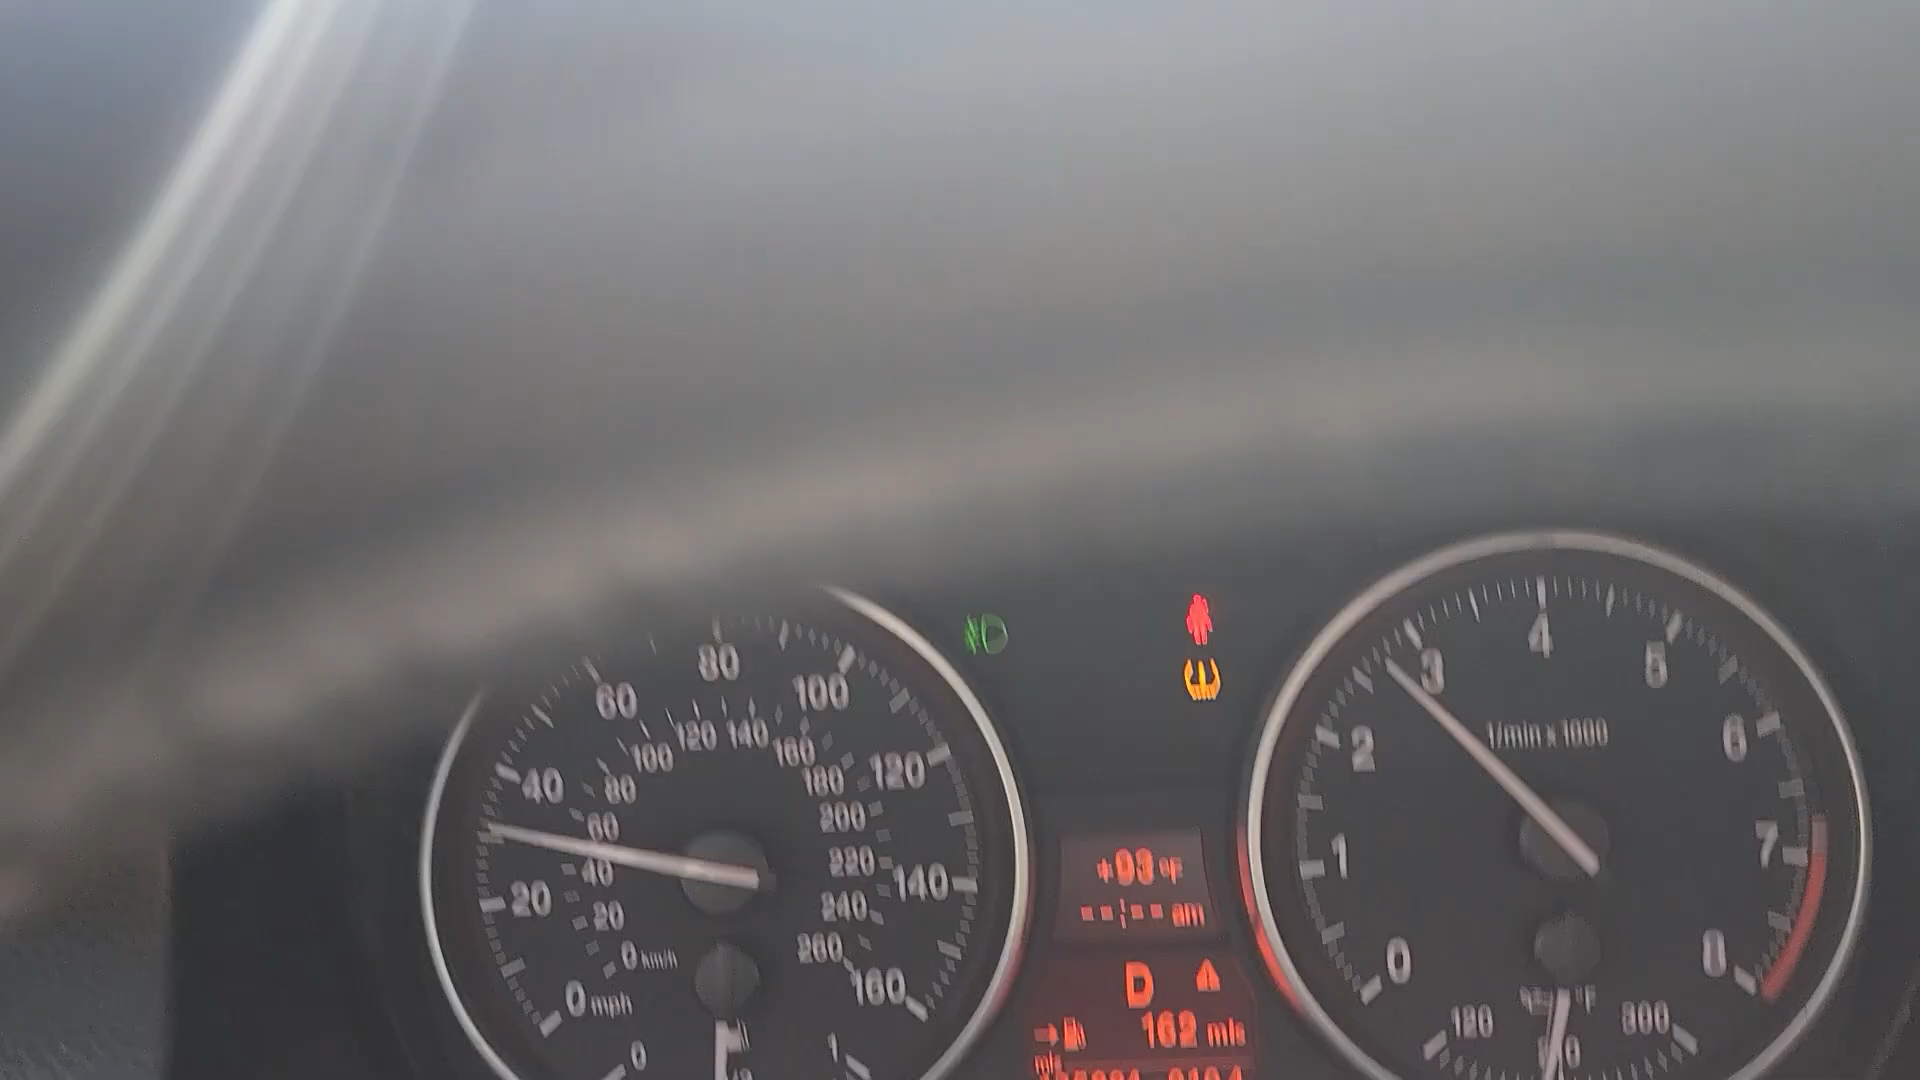 80
60
100
120 140
100 160
40 80 180 120
60 200
40 220 140
20 20 240
0 km/h 260
0 mph 160
0 1
4
3 5
1/min x 1000
2 6
1 7
0 8
120 °F 300
+93 °F
--:-- am
D
162 mls
mls